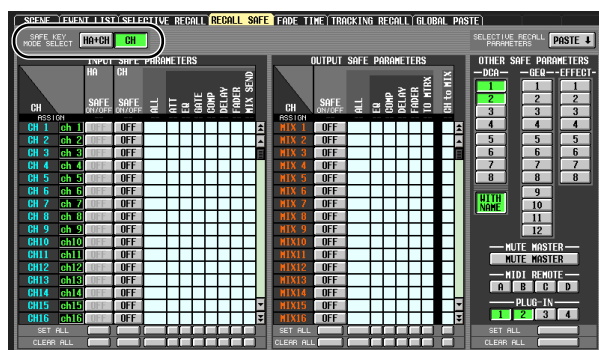 SCENE EVENT LIST SELECTIVE RECALL RECALL SAFE FADE TIME TRACKING RECALL GLOBAL PASTE
SAFE KEY MODE SELECT HA+CH CH
SELECTIVE RECALL PARAMETERS PASTE
INPUT SAFE PARAMETERS
HA CH
CH SAFE ON/OFF SAFE ON/OFF ALL ATT EQ GATE COMP DELAY FADER MIX SEND
ASSIGN
CH 1 ch 1 OFF OFF
CH 2 ch 2 OFF OFF
CH 3 ch 3 OFF OFF
CH 4 ch 4 OFF OFF
CH 5 ch 5 OFF OFF
CH 6 ch 6 OFF OFF
CH 7 ch 7 OFF OFF
CH 8 ch 8 OFF OFF
CH 9 ch 9 OFF OFF
CH10 ch10 OFF OFF
CH11 ch11 OFF OFF
CH12 ch12 OFF OFF
CH13 ch13 OFF OFF
CH14 ch14 OFF OFF
CH15 ch15 OFF OFF
CH16 ch16 OFF OFF
SET ALL
CLEAR ALL
OUTPUT SAFE PARAMETERS
CH SAFE ON/OFF ALL EQ COMP DELAY FADER TO MTRX CH to MIX
ASSIGN
MIX 1 OFF
MIX 2 OFF
MIX 3 OFF
MIX 4 OFF
MIX 5 OFF
MIX 6 OFF
MIX 7 OFF
MIX 8 OFF
MIX 9 OFF
MIX10 OFF
MIX11 OFF
MIX12 OFF
MIX13 OFF
MIX14 OFF
MIX15 OFF
MIX16 OFF
SET ALL
CLEAR ALL
OTHER SAFE PARAMETERS
DCA GEQ EFFECT
1 1 1
2 2 2
3 3 3
4 4 4
5 5 5
6 6 6
7 7 7
8 8 8
WITH NAME
9
10
11
12
MUTE MASTER
MUTE MASTER
MIDI REMOTE
A B C D
PLUG-IN
1 2 3 4
SET ALL
CLEAR ALL